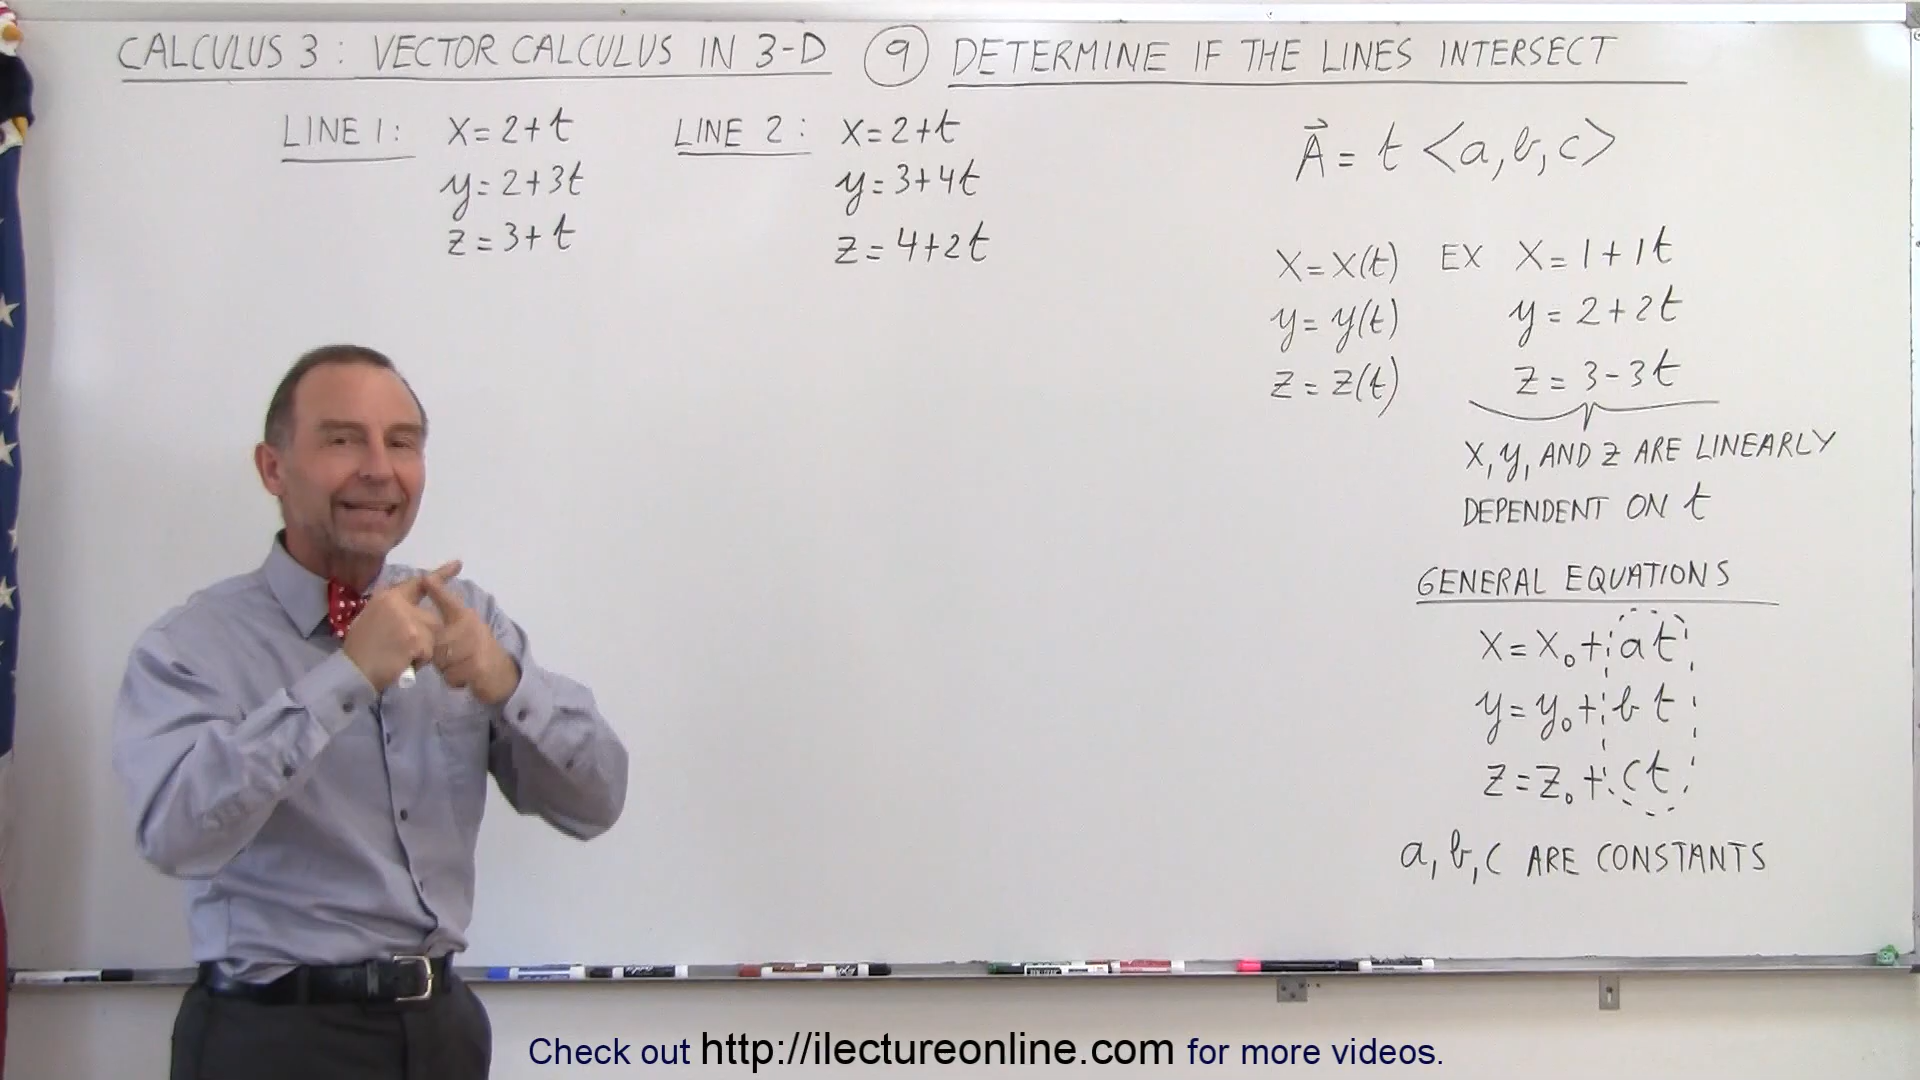 CALCULUS 3: VECTOR CALCULUS IN 3-D 9 DETERMINE IF THE LINES INTERSECT
LINE 1: x=2+t
y=2+3t
z=3+t
LINE 2: x=2+t
y=3+4t
z=4+2t
A⃗ = t <a,b,c>
x=x(t)
y=y(t)
z=z(t)
EX x=1+1t
y=2+2t
z=3-3t
x,y, AND z ARE LINEARLY
DEPENDENT ON t
GENERAL EQUATIONS
x=x₀+at
y=y₀+bt
z=z₀+ct
a,b,c ARE CONSTANTS
Check out http://ilectureonline.com for more videos.